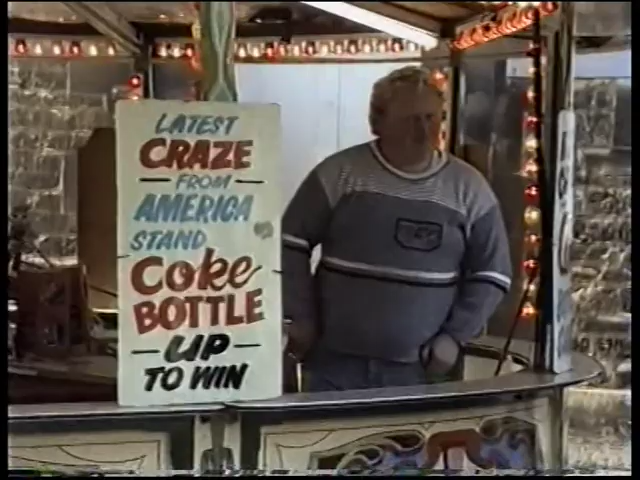 LATEST
CRAZE
FROM
AMERICA
STAND
Coke
BOTTLE
UP
TO WIN